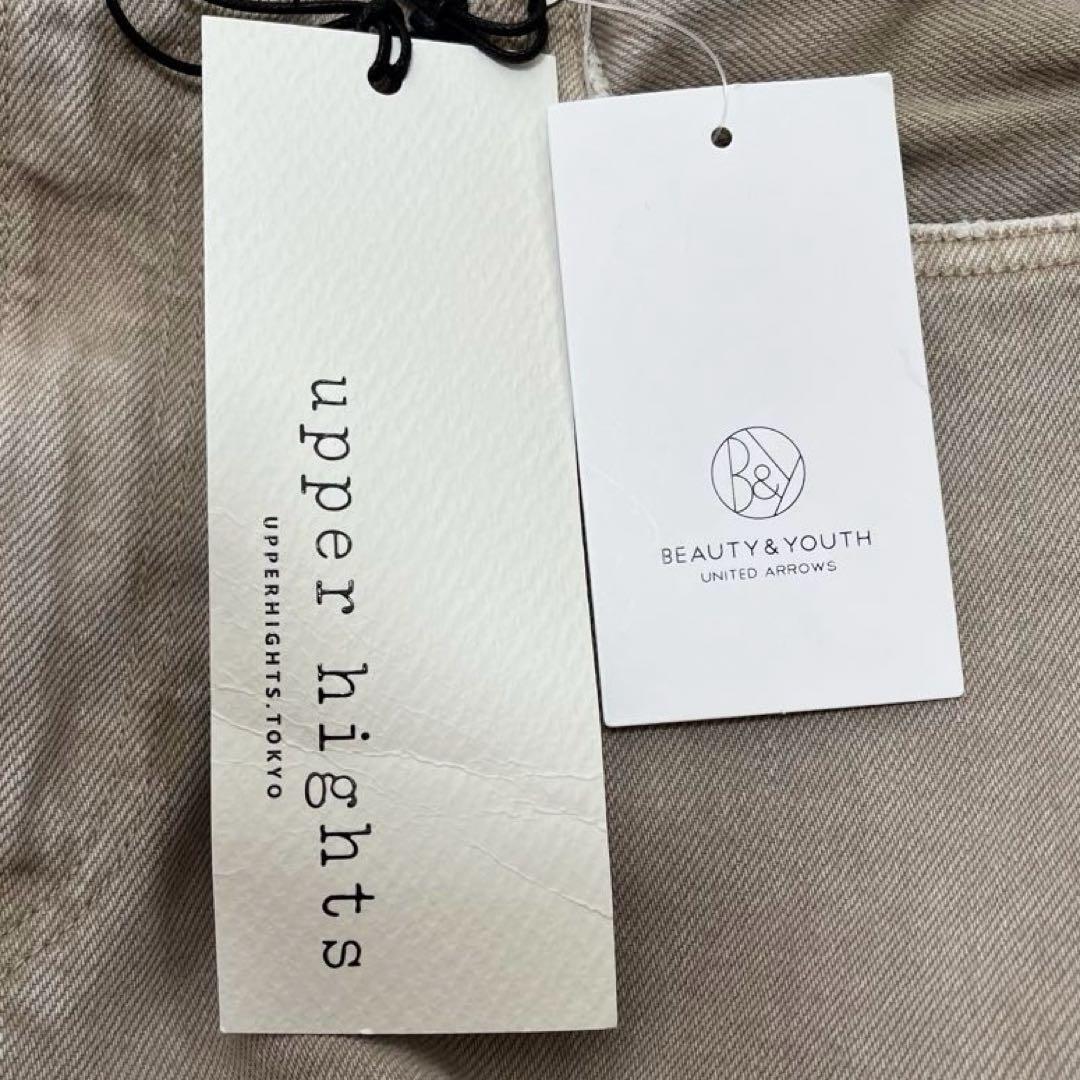 upper hights
UPPERHIGHTS.TOKYO
B&Y
BEAUTY&YOUTH
UNITED ARROWS